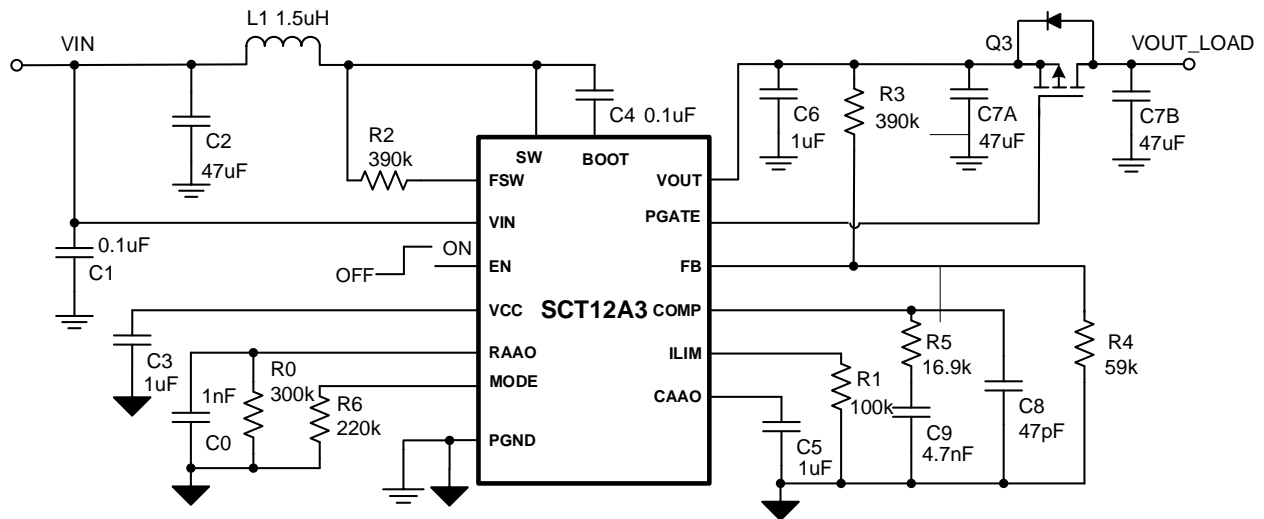 L1 1.5uH
VIN
Q3
VOUT_LOAD
C2
47uF
R2
390k
C4 0.1uF
C6
1uF
R3
390k
C7A
47uF
C7B
47uF
SW
BOOT
FSW
VOUT
VIN
PGATE
0.1uF
C1
ON
OFF
EN
FB
VCC
SCT12A3
COMP
C3
1uF
RAAO
ILIM
R5
16.9k
R4
59k
1nF
C0
R0
300k
MODE
R6
220k
CAAO
R1
100k
C9
4.7nF
C8
47pF
PGND
C5
1uF